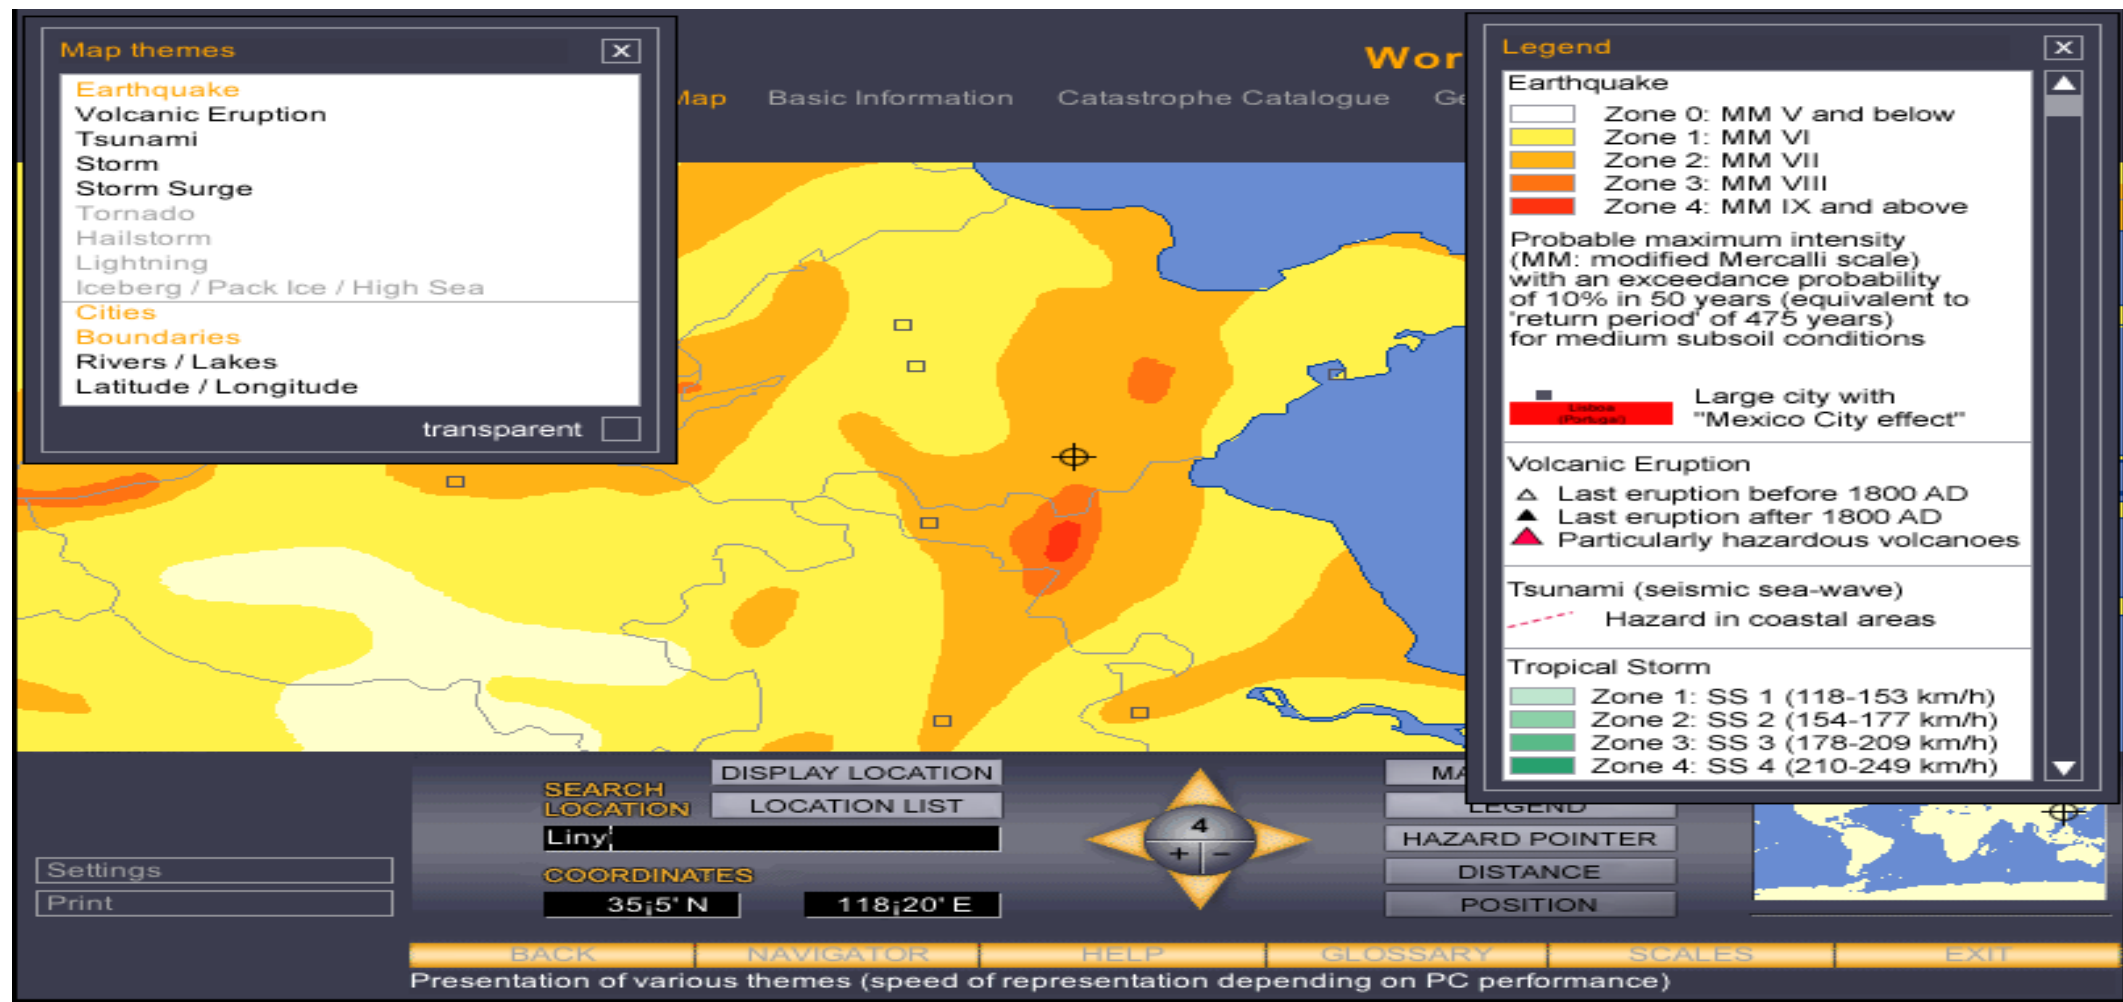 Map themes
Earthquake
Volcanic Eruption
Tsunami
Storm
Storm Surge
Tornado
Hailstorm
Lightning
Iceberg / Pack Ice / High Sea
Cities
Boundaries
Rivers / Lakes
Latitude / Longitude
transparent
Wor
Map Basic Information Catastrophe Catalogue Ge
Legend
Earthquake
Zone 0: MM V and below
Zone 1: MM VI
Zone 2: MM VII
Zone 3: MM VIII
Zone 4: MM IX and above
Probable maximum intensity
(MM: modified Mercalli scale)
with an exceedance probability
of 10% in 50 years (equivalent to
'return period' of 475 years)
for medium subsoil conditions
Lisboa
(Portugal)
Large city with
"Mexico City effect"
Volcanic Eruption
Last eruption before 1800 AD
Last eruption after 1800 AD
Particularly hazardous volcanoes
Tsunami (seismic sea-wave)
Hazard in coastal areas
Tropical Storm
Zone 1: SS 1 (118-153 km/h)
Zone 2: SS 2 (154-177 km/h)
Zone 3: SS 3 (178-209 km/h)
Zone 4: SS 4 (210-249 km/h)
Settings
Print
SEARCH
LOCATION
DISPLAY LOCATION
LOCATION LIST
Liny
COORDINATES
35¡5' N
118¡20' E
4
+ −
MA
LEGEND
HAZARD POINTER
DISTANCE
POSITION
BACK NAVIGATOR HELP GLOSSARY SCALES EXIT
Presentation of various themes (speed of representation depending on PC performance)